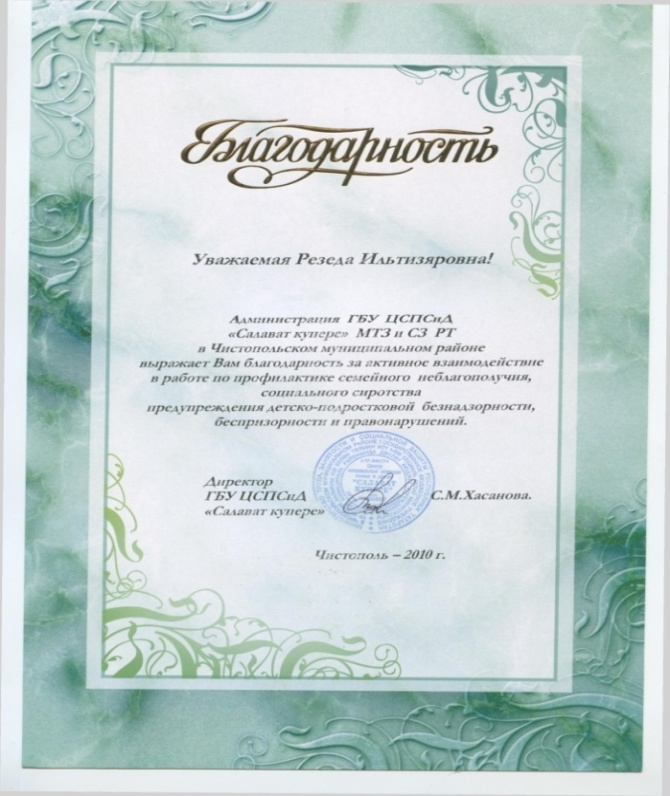 Благодарность
Уважаемая Резеда Ильтизяровна!
Администрация ГБУ ЦСПСиД
«Салават купере» МТЗ и СЗ РТ
в Чистопольском муниципальном районе
выражает Вам благодарность за активное взаимодействие
в работе по профилактике семейного неблагополучия,
социального сиротства
предупреждения детско-подростковой безнадзорности,
беспризорности и правонарушений.
Директор
ГБУ ЦСПСиД С.М.Хасанова.
«Салават купере»
Чистополь – 2010 г.